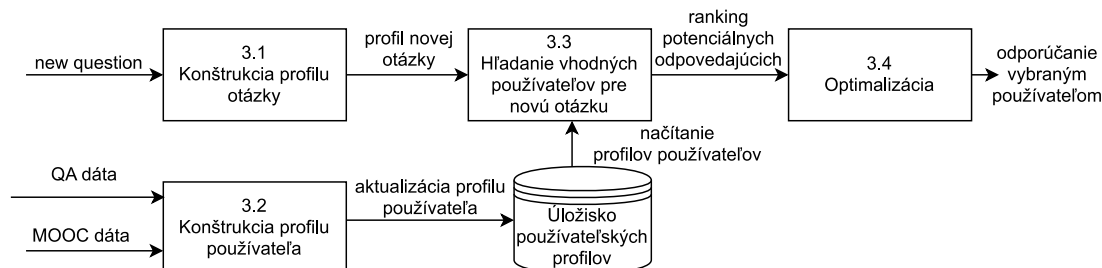 new question
3.1
Konštrukcia profilu
otázky
profil novej
otázky
3.3
Hľadanie vhodných
používateľov pre
novú otázku
ranking
potenciálnych
odpovedajúcich
3.4
Optimalizácia
odporúčanie
vybraným
používateľom
načítanie
profilov používateľov
QA dáta
MOOC dáta
3.2
Konštrukcia profilu
používateľa
aktualizácia profilu
používateľa
Úložisko
používateľských
profilov